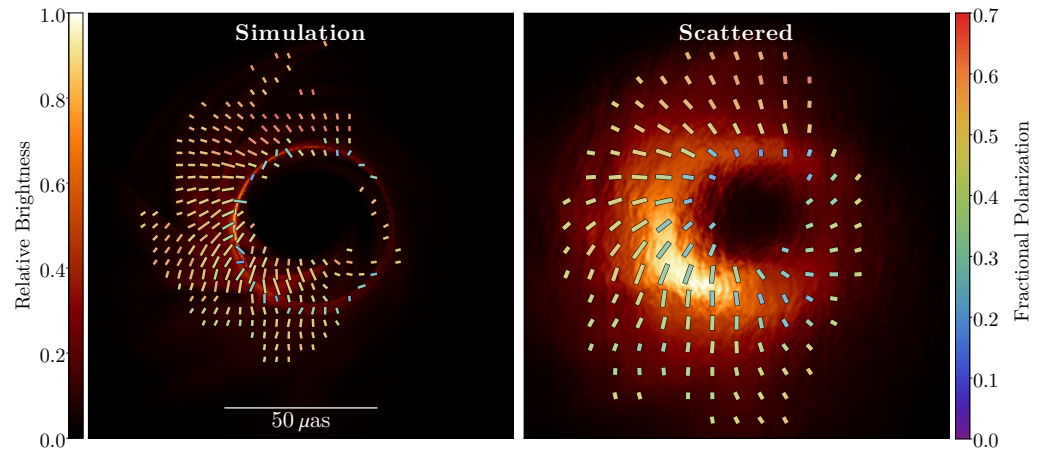 Simulation
Scattered
1.0
0.8
0.6
0.4
0.2
0.0
Relative Brightness
50 μas
0.7
0.6
0.5
0.4
0.3
0.2
0.1
0.0
Fractional Polarization